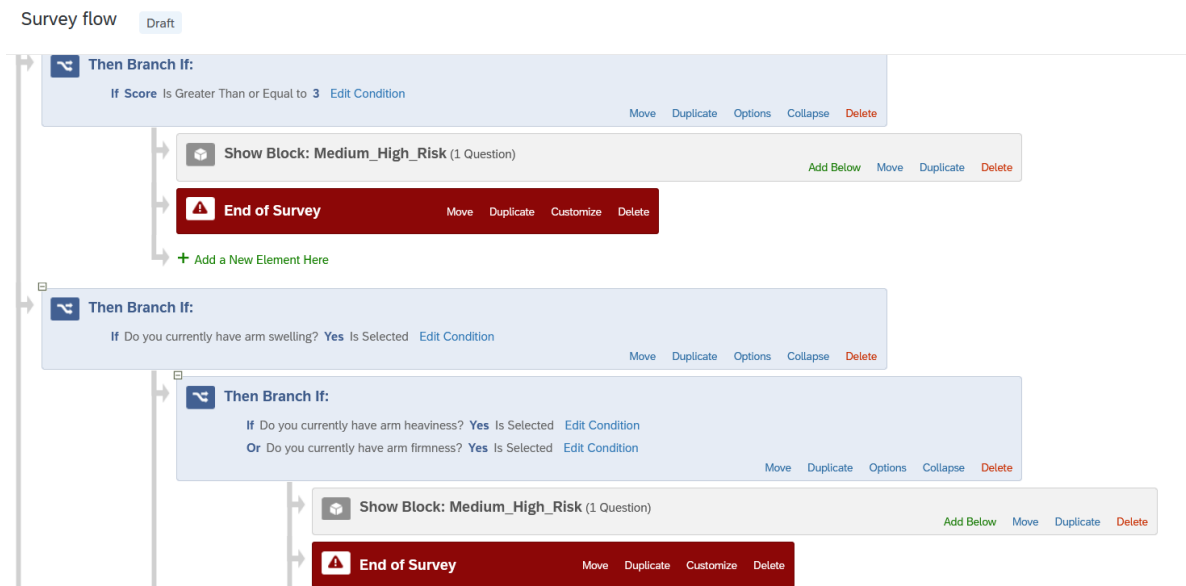 Survey flow Draft
Then Branch If:
If Score Is Greater Than or Equal to 3 Edit Condition
Move Duplicate Options Collapse Delete
Show Block: Medium_High_Risk (1 Question)
Add Below Move Duplicate Delete
End of Survey Move Duplicate Customize Delete
+ Add a New Element Here
Then Branch If:
If Do you currently have arm swelling? Yes Is Selected Edit Condition
Move Duplicate Options Collapse Delete
Then Branch If:
If Do you currently have arm heaviness? Yes Is Selected Edit Condition
Or Do you currently have arm firmness? Yes Is Selected Edit Condition
Move Duplicate Options Collapse Delete
Show Block: Medium_High_Risk (1 Question)
Add Below Move Duplicate Delete
End of Survey Move Duplicate Customize Delete